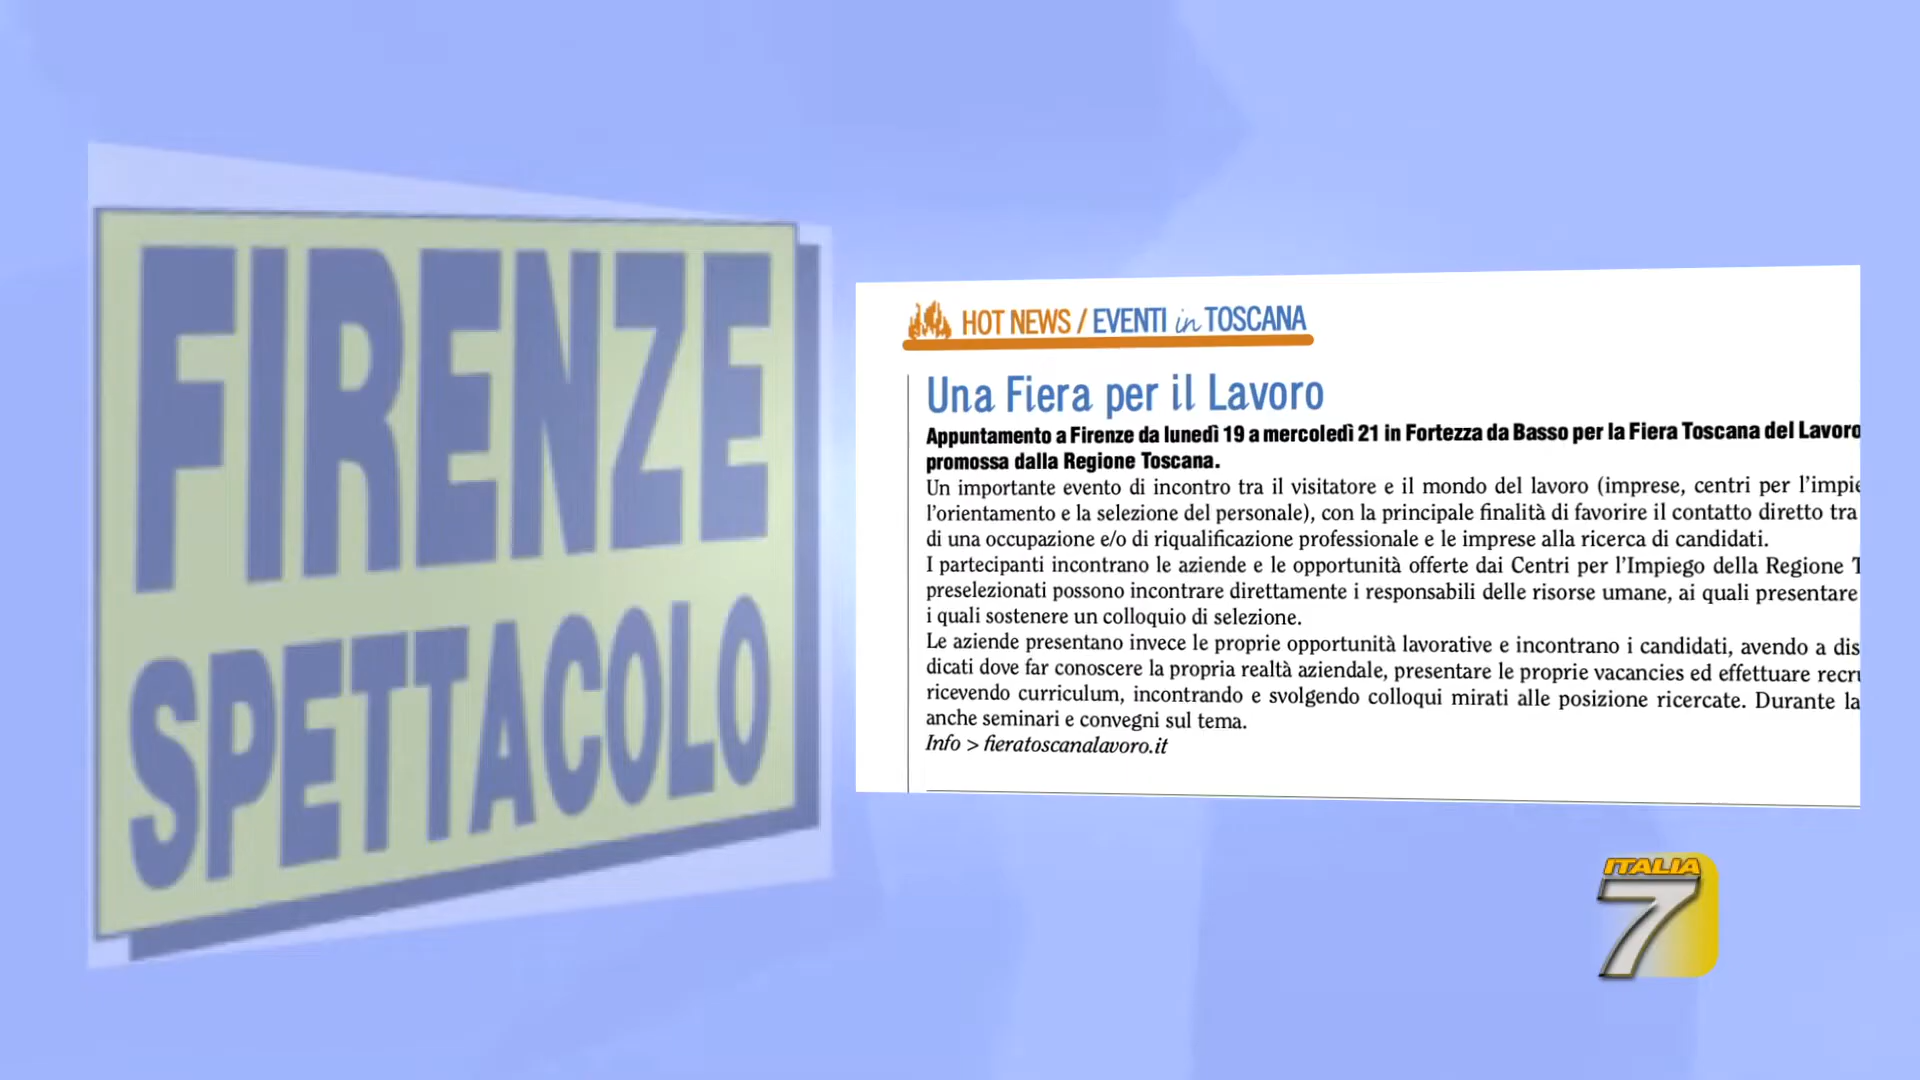 FIRENZE
SPETTACOLO
HOT NEWS / EVENTI in TOSCANA
Una Fiera per il Lavoro
Appuntamento a Firenze da lunedì 19 a mercoledì 21 in Fortezza da Basso per la Fiera Toscana del Lavoro
promossa dalla Regione Toscana.
Un importante evento di incontro tra il visitatore e il mondo del lavoro (imprese, centri per l'impie
l'orientamento e la selezione del personale), con la principale finalità di favorire il contatto diretto tra
di una occupazione e/o di riqualificazione professionale e le imprese alla ricerca di candidati.
I partecipanti incontrano le aziende e le opportunità offerte dai Centri per l'Impiego della Regione T
preselezionati possono incontrare direttamente i responsabili delle risorse umane, ai quali presentare
i quali sostenere un colloquio di selezione.
Le aziende presentano invece le proprie opportunità lavorative e incontrano i candidati, avendo a dis
dicati dove far conoscere la propria realtà aziendale, presentare le proprie vacancies ed effettuare recru
ricevendo curriculum, incontrando e svolgendo colloqui mirati alle posizione ricercate. Durante la
anche seminari e convegni sul tema.
Info > fieratoscanalavoro.it
ITALIA
7